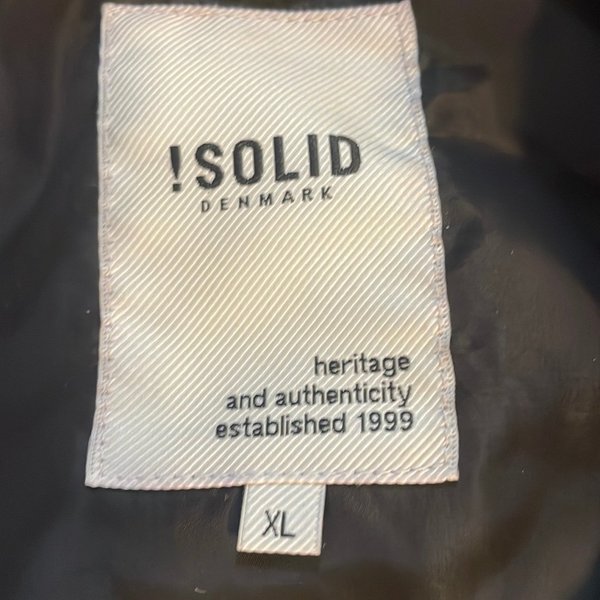 !SOLID
DENMARK
heritage
and authenticity
established 1999
XL